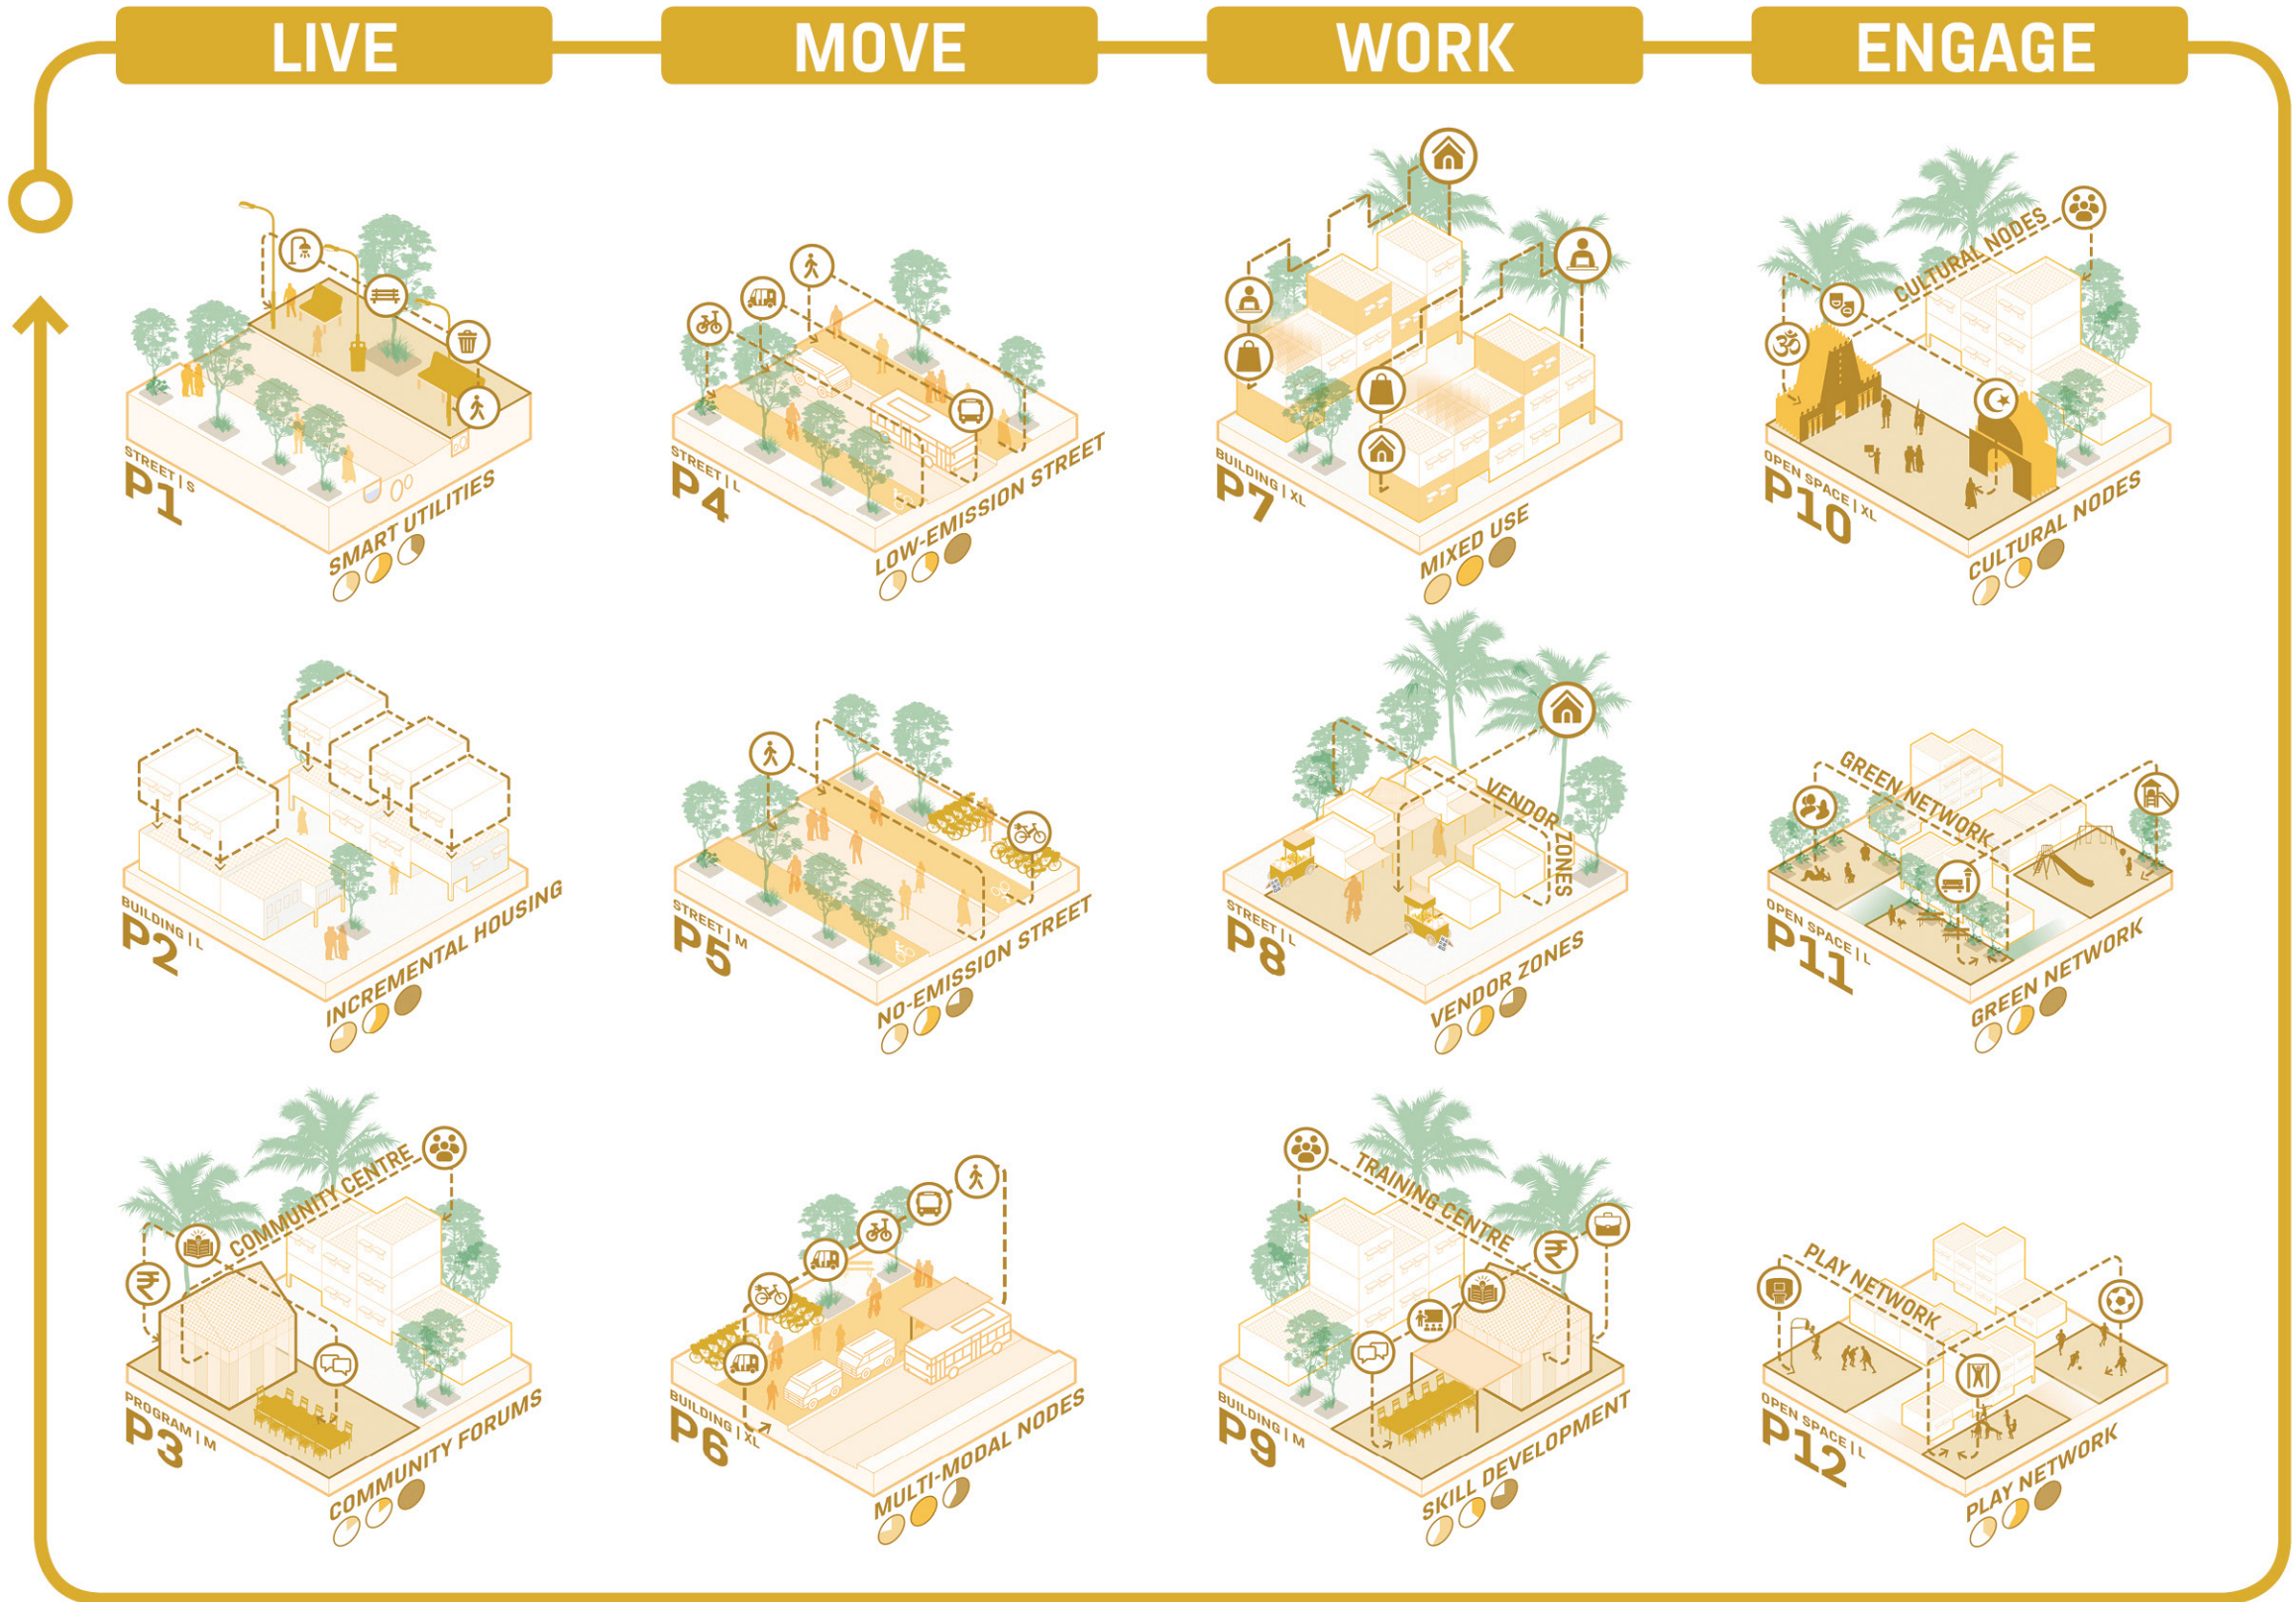 LIVE
MOVE
WORK
ENGAGE
STREET | S
P1
SMART UTILITIES
STREET | L
P4
LOW-EMISSION STREET
BUILDING | XL
P7
MIXED USE
CULTURAL NODES
OPEN SPACE | XL
P10
CULTURAL NODES
BUILDING | L
P2
INCREMENTAL HOUSING
STREET | M
P5
NO-EMISSION STREET
VENDOR ZONES
STREET | L
P8
VENDOR ZONES
GREEN NETWORK
OPEN SPACE | L
P11
GREEN NETWORK
COMMUNITY CENTRE
₹
PROGRAM | M
P3
COMMUNITY FORUMS
BUILDING | XL
P6
MULTI-MODAL NODES
TRAINING CENTRE
₹
BUILDING | M
P9
SKILL DEVELOPMENT
PLAY NETWORK
OPEN SPACE | L
P12
PLAY NETWORK
ॐ